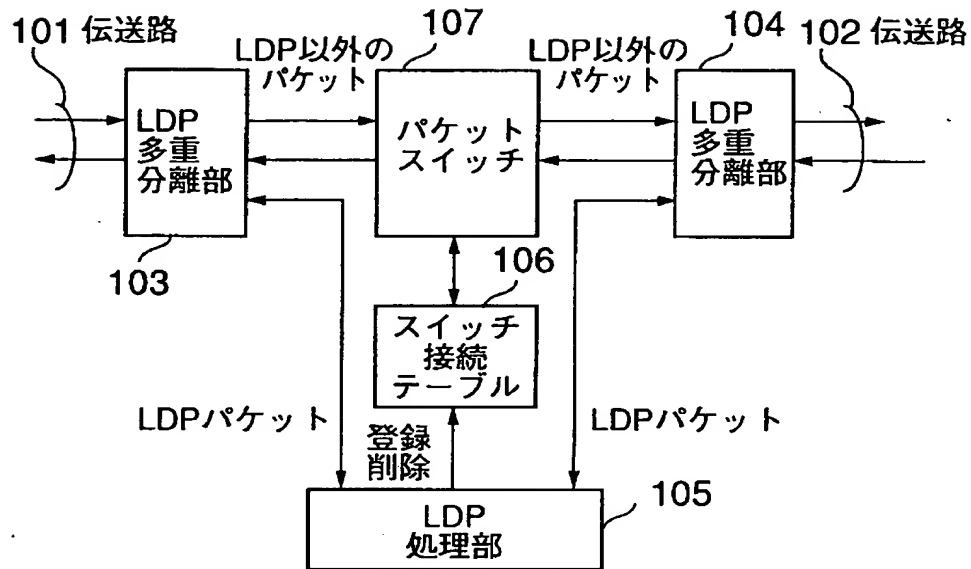 101 伝送路
LDP以外の
パケット
107
LDP以外の
パケット
104
102 伝送路
LDP
多重
分離部
パケット
スイッチ
LDP
多重
分離部
103
106
スイッチ
接続
テーブル
LDPパケット
登録
削除
LDPパケット
105
LDP
処理部